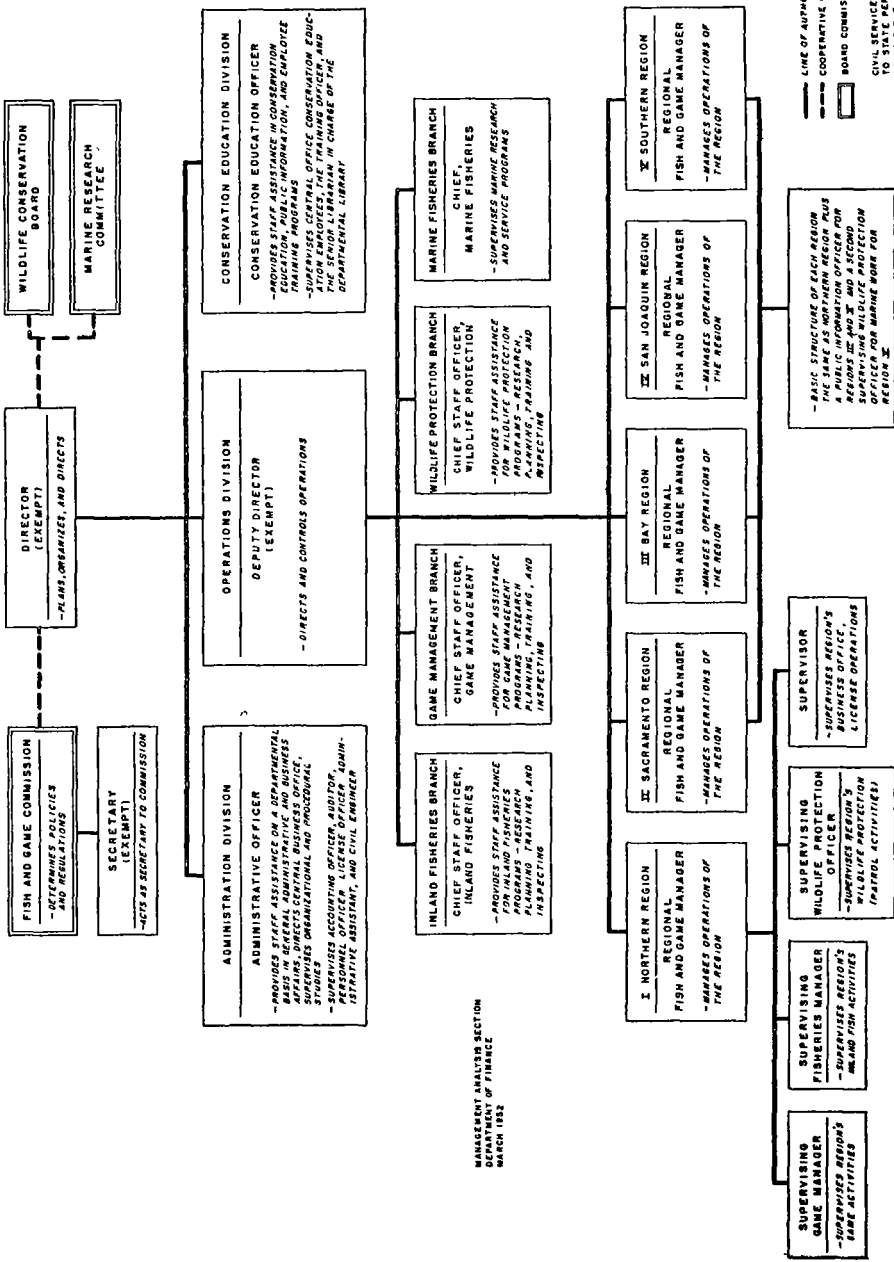 FISH AND GAME COMMISSION
- DETERMINES POLICIES
AND REGULATIONS
SECRETARY
(EXEMPT)
-ACTS AS SECRETARY TO COMMISSION
DIRECTOR
(EXEMPT)
-PLANS, ORGANIZES, AND DIRECTS
WILDLIFE CONSERVATION
BOARD
MARINE RESEARCH
COMMITTEE
ADMINISTRATION DIVISION
ADMINISTRATIVE OFFICER
-PROVIDES STAFF ASSISTANCE ON A DEPARTMENTAL
BASIS IN GENERAL ADMINISTRATIVE AND BUSINESS
AFFAIRS, DIRECTS CENTRAL BUSINESS OFFICE,
SUPERVISES ORGANIZATIONAL AND PROCEDURAL
STUDIES
-SUPERVISES ACCOUNTING OFFICER, AUDITOR,
PERSONNEL OFFICER, LICENSE OFFICER, ADMIN-
ISTRATIVE ASSISTANT, AND CIVIL ENGINEER
OPERATIONS DIVISION
DEPUTY DIRECTOR
(EXEMPT)
-DIRECTS AND CONTROLS OPERATIONS
CONSERVATION EDUCATION DIVISION
CONSERVATION EDUCATION OFFICER
-PROVIDES STAFF ASSISTANCE IN CONSERVATION
EDUCATION, PUBLIC INFORMATION, AND EMPLOYEE
TRAINING PROGRAMS
-SUPERVISES CENTRAL OFFICE CONSERVATION EDUC-
ATION EMPLOYEES, THE TRAINING OFFICER, AND
THE SENIOR LIBRARIAN IN CHARGE OF THE
DEPARTMENTAL LIBRARY
INLAND FISHERIES BRANCH
CHIEF STAFF OFFICER,
INLAND FISHERIES
-PROVIDES STAFF ASSISTANCE
FOR INLAND FISHERIES
PROGRAMS - RESEARCH
PLANNING, TRAINING, AND
INSPECTING
GAME MANAGEMENT BRANCH
CHIEF STAFF OFFICER,
GAME MANAGEMENT
-PROVIDES STAFF ASSISTANCE
FOR GAME MANAGEMENT
PROGRAMS - RESEARCH
PLANNING, TRAINING, AND
INSPECTING
WILDLIFE PROTECTION BRANCH
CHIEF STAFF OFFICER,
WILDLIFE PROTECTION
-PROVIDES STAFF ASSISTANCE
FOR WILDLIFE PROTECTION
PROGRAMS - RESEARCH,
PLANNING, TRAINING AND
INSPECTING
MARINE FISHERIES BRANCH
CHIEF,
MARINE FISHERIES
-SUPERVISES MARINE RESEARCH
AND SERVICE PROGRAMS
MANAGEMENT ANALYSIS SECTION
DEPARTMENT OF FINANCE
MARCH 1952
I NORTHERN REGION
REGIONAL
FISH AND GAME MANAGER
-MANAGES OPERATIONS OF
THE REGION
II SACRAMENTO REGION
REGIONAL
FISH AND GAME MANAGER
-MANAGES OPERATIONS OF
THE REGION
III BAY REGION
REGIONAL
FISH AND GAME MANAGER
-MANAGES OPERATIONS OF
THE REGION
IV SAN JOAQUIN REGION
REGIONAL
FISH AND GAME MANAGER
-MANAGES OPERATIONS OF
THE REGION
V SOUTHERN REGION
REGIONAL
FISH AND GAME MANAGER
-MANAGES OPERATIONS OF
THE REGION
SUPERVISING
GAME MANAGER
-SUPERVISES REGION'S
GAME ACTIVITIES
SUPERVISING
FISHERIES MANAGER
-SUPERVISES REGION'S
INLAND FISH ACTIVITIES
SUPERVISING
WILDLIFE PROTECTION
OFFICER
-SUPERVISES REGION'S
WILDLIFE PROTECTION
(PATROL ACTIVITIES)
SUPERVISOR
-SUPERVISES REGION'S
BUSINESS OFFICE,
LICENSE OPERATIONS
- BASIC STRUCTURE OF EACH REGION
THE SAME AS NORTHERN REGION PLUS
A PUBLIC INFORMATION OFFICER FOR
REGIONS III AND V AND A SECOND
SUPERVISING WILDLIFE PROTECTION
OFFICER FOR MARINE WORK FOR
REGION V
LINE OF AUTHO
COOPERATIVE
BOARD COMMIS
CIVIL SERVICE
TO STATE PER